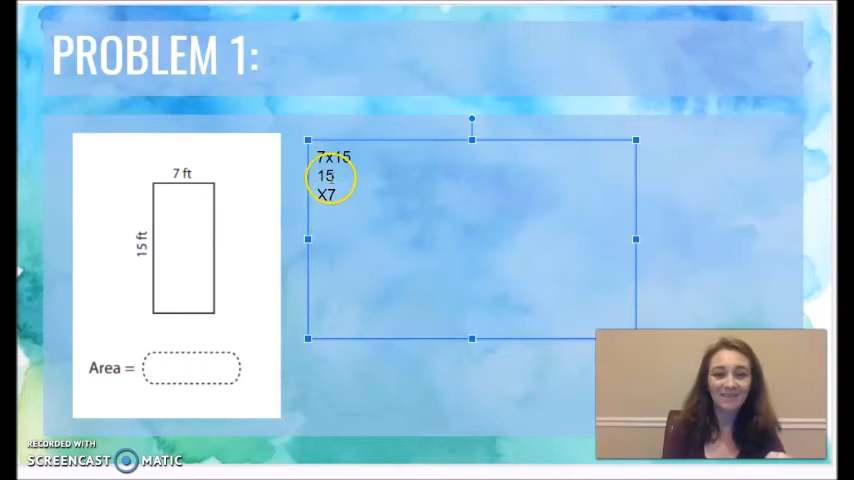 PROBLEM 1:
7 ft
15 ft
Area =
7x15
15
X7
RECORDED WITH
SCREENCAST MATIC